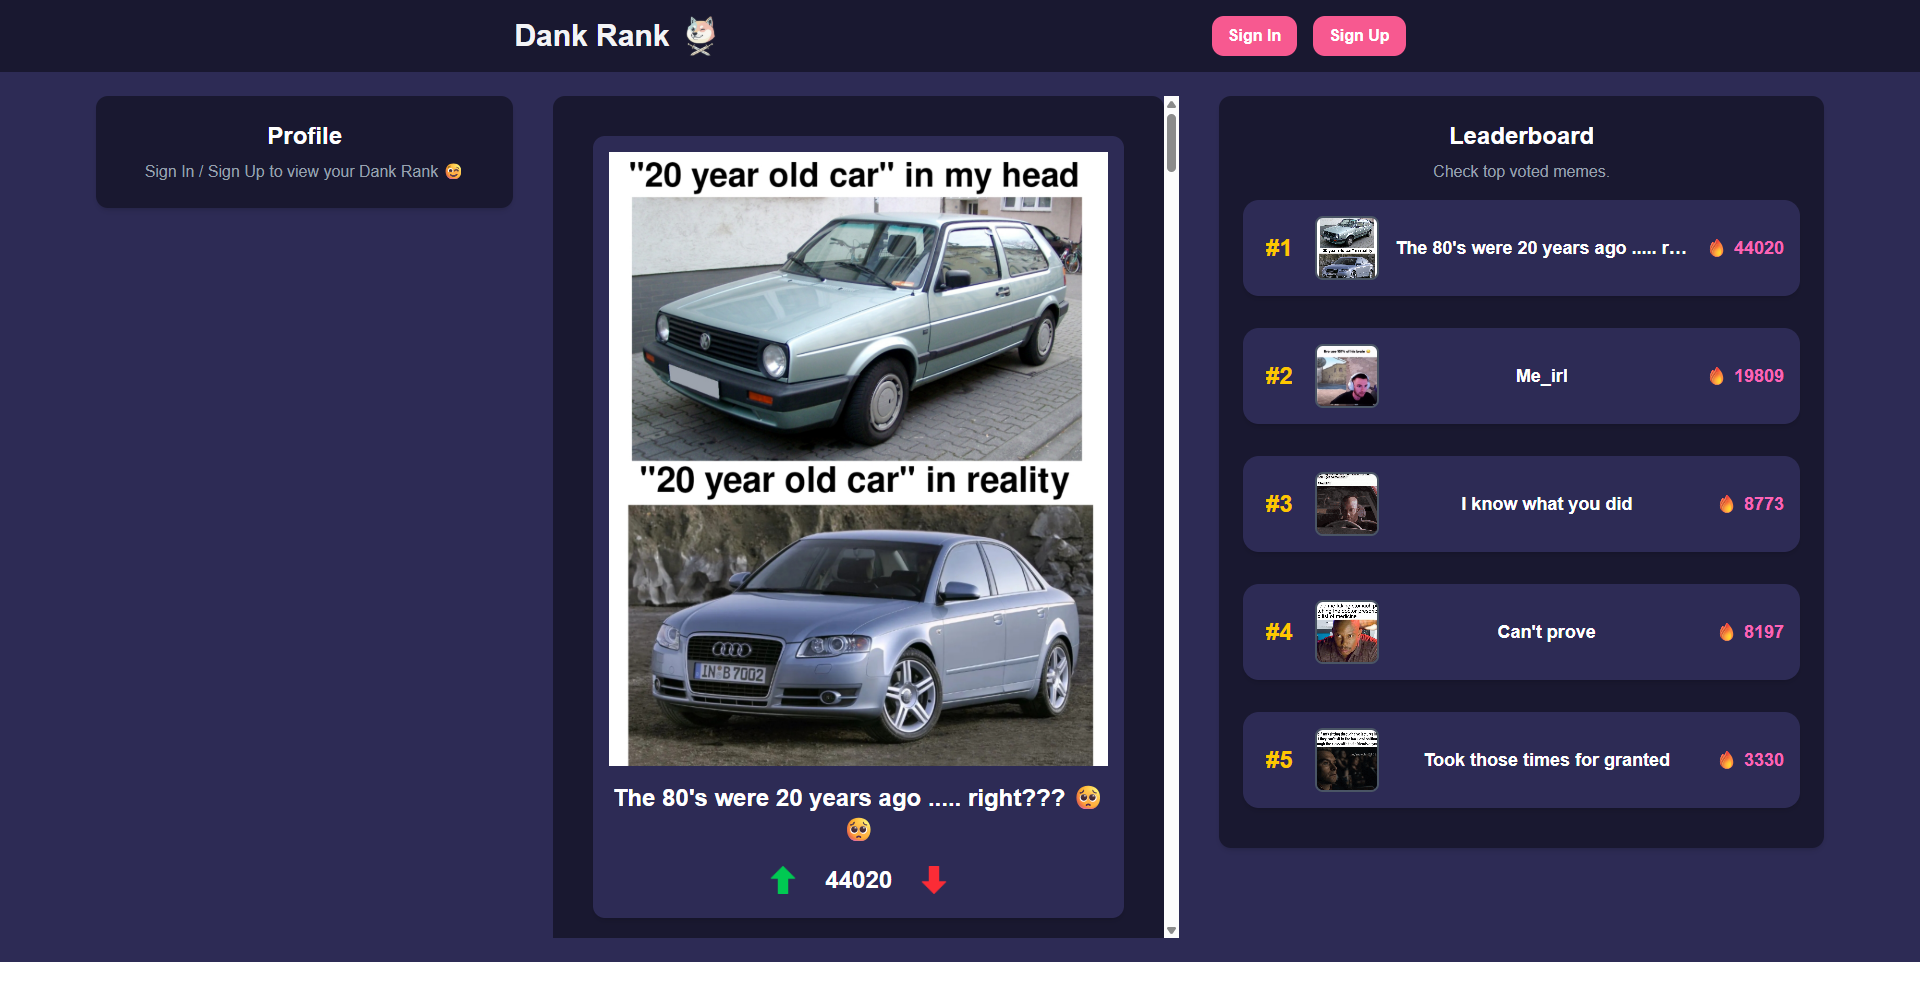 Dank Rank
Sign In
Sign Up
Profile
Sign In / Sign Up to view your Dank Rank 😉
"20 year old car" in my head
"20 year old car" in reality
IN·B 7002
The 80's were 20 years ago ..... right??? 🥺
🥺
44020
Leaderboard
Check top voted memes.
#1
The 80's were 20 years ago ..... r...
🔥 44020
#2
Me_irl
🔥 19809
#3
I know what you did
🔥 8773
#4
Can't prove
🔥 8197
#5
Took those times for granted
🔥 3330